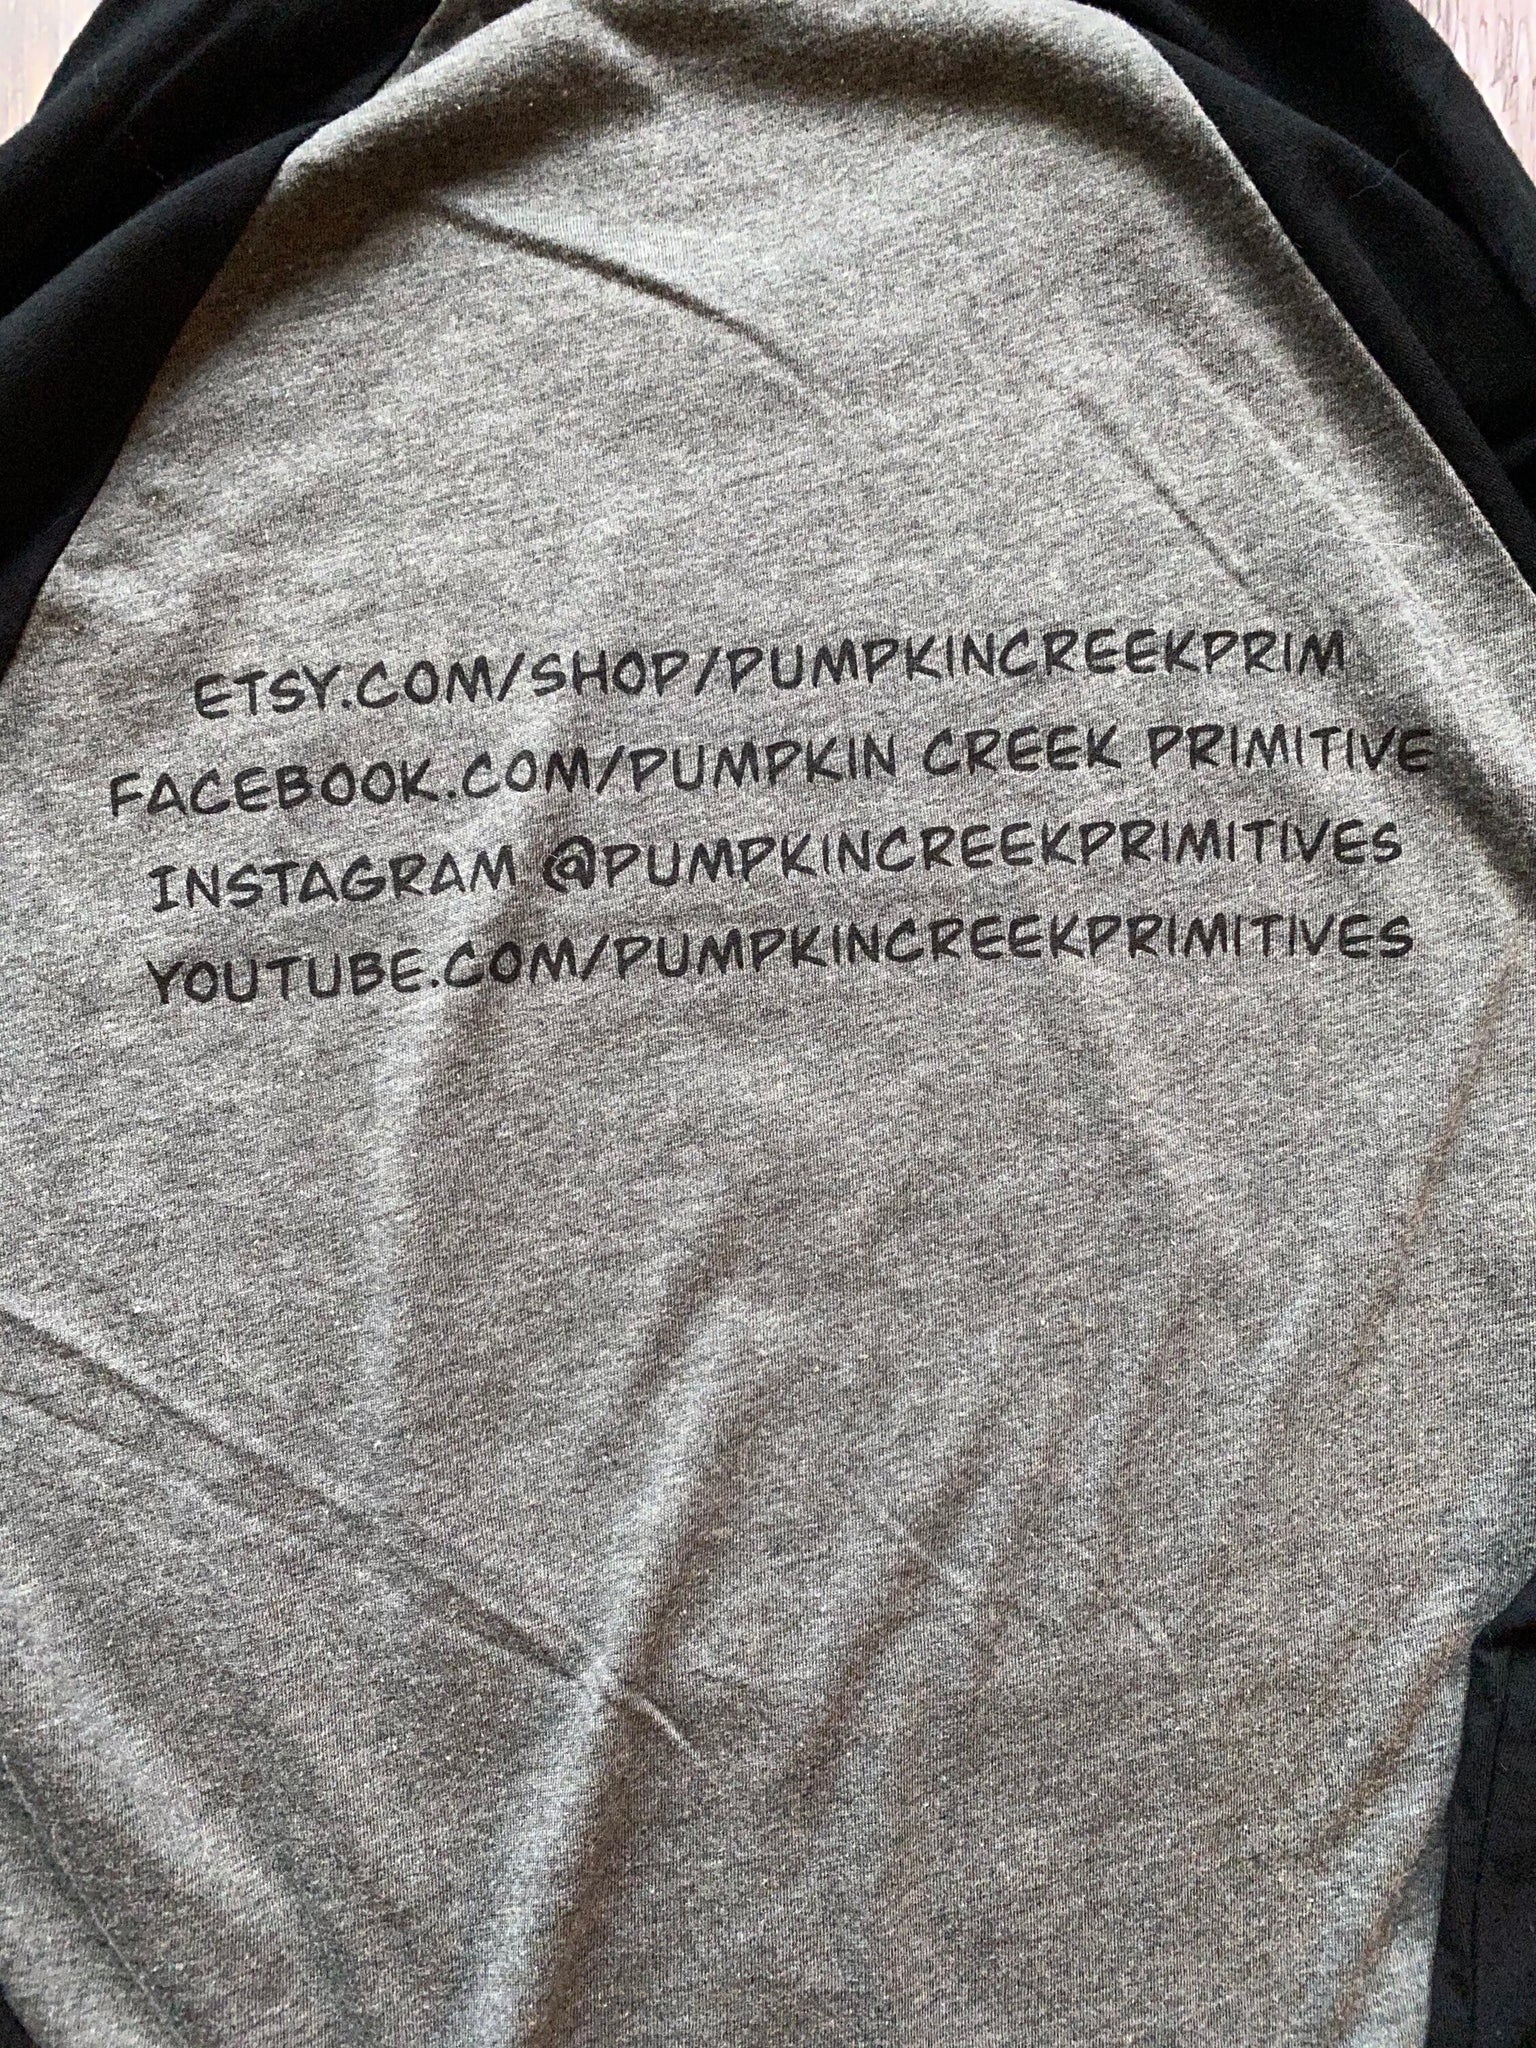 ETSY.COM/SHOP/PUMPKINCREEKPRIM
FACEBOOK.COM/PUMPKIN CREEK PRIMITIVE
INSTAGRAM @PUMPKINCREEKPRIMITIVES
YOUTUBE.COM/PUMPKINCREEKPRIMITIVES